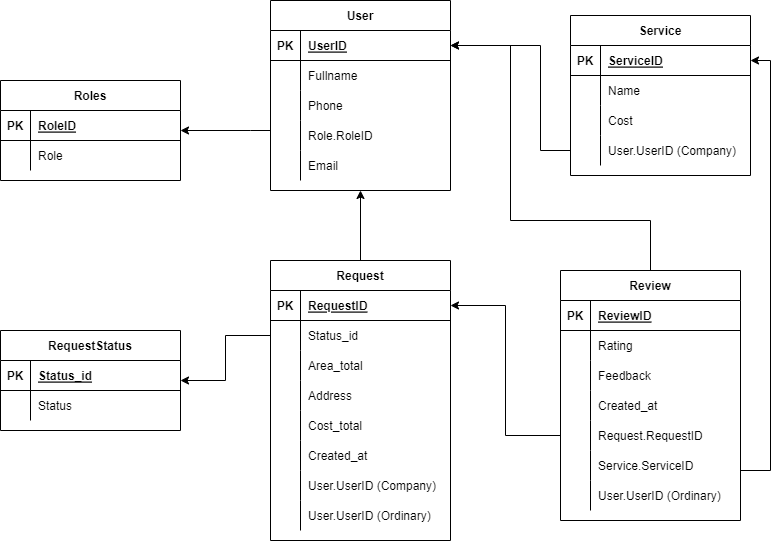 User
PK UserID
Fullname
Phone
Role.RoleID
Email
Service
PK ServiceID
Name
Cost
User.UserID (Company)
Roles
PK RoleID
Role
Request
PK RequestID
Status_id
Area_total
Address
Cost_total
Created_at
User.UserID (Company)
User.UserID (Ordinary)
Review
PK ReviewID
Rating
Feedback
Created_at
Request.RequestID
Service.ServiceID
User.UserID (Ordinary)
RequestStatus
PK Status_id
Status